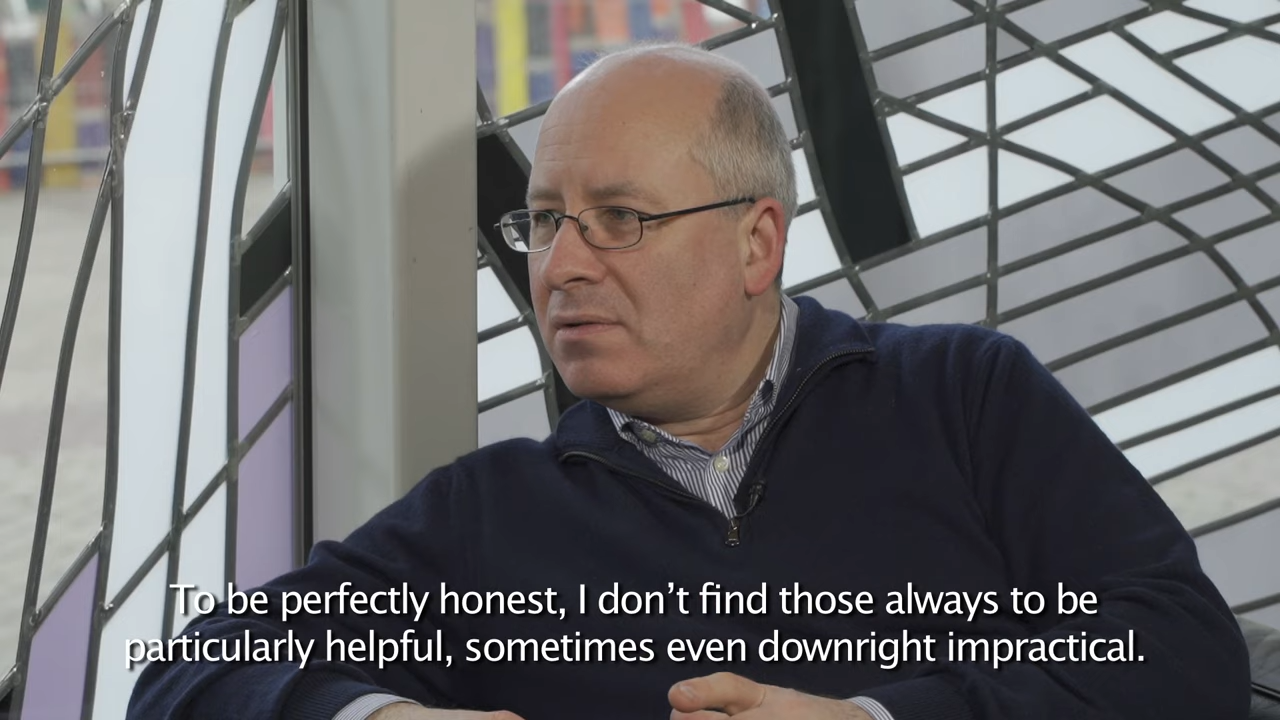 To be perfectly honest, I don’t find those always to be
particularly helpful, sometimes even downright impractical.